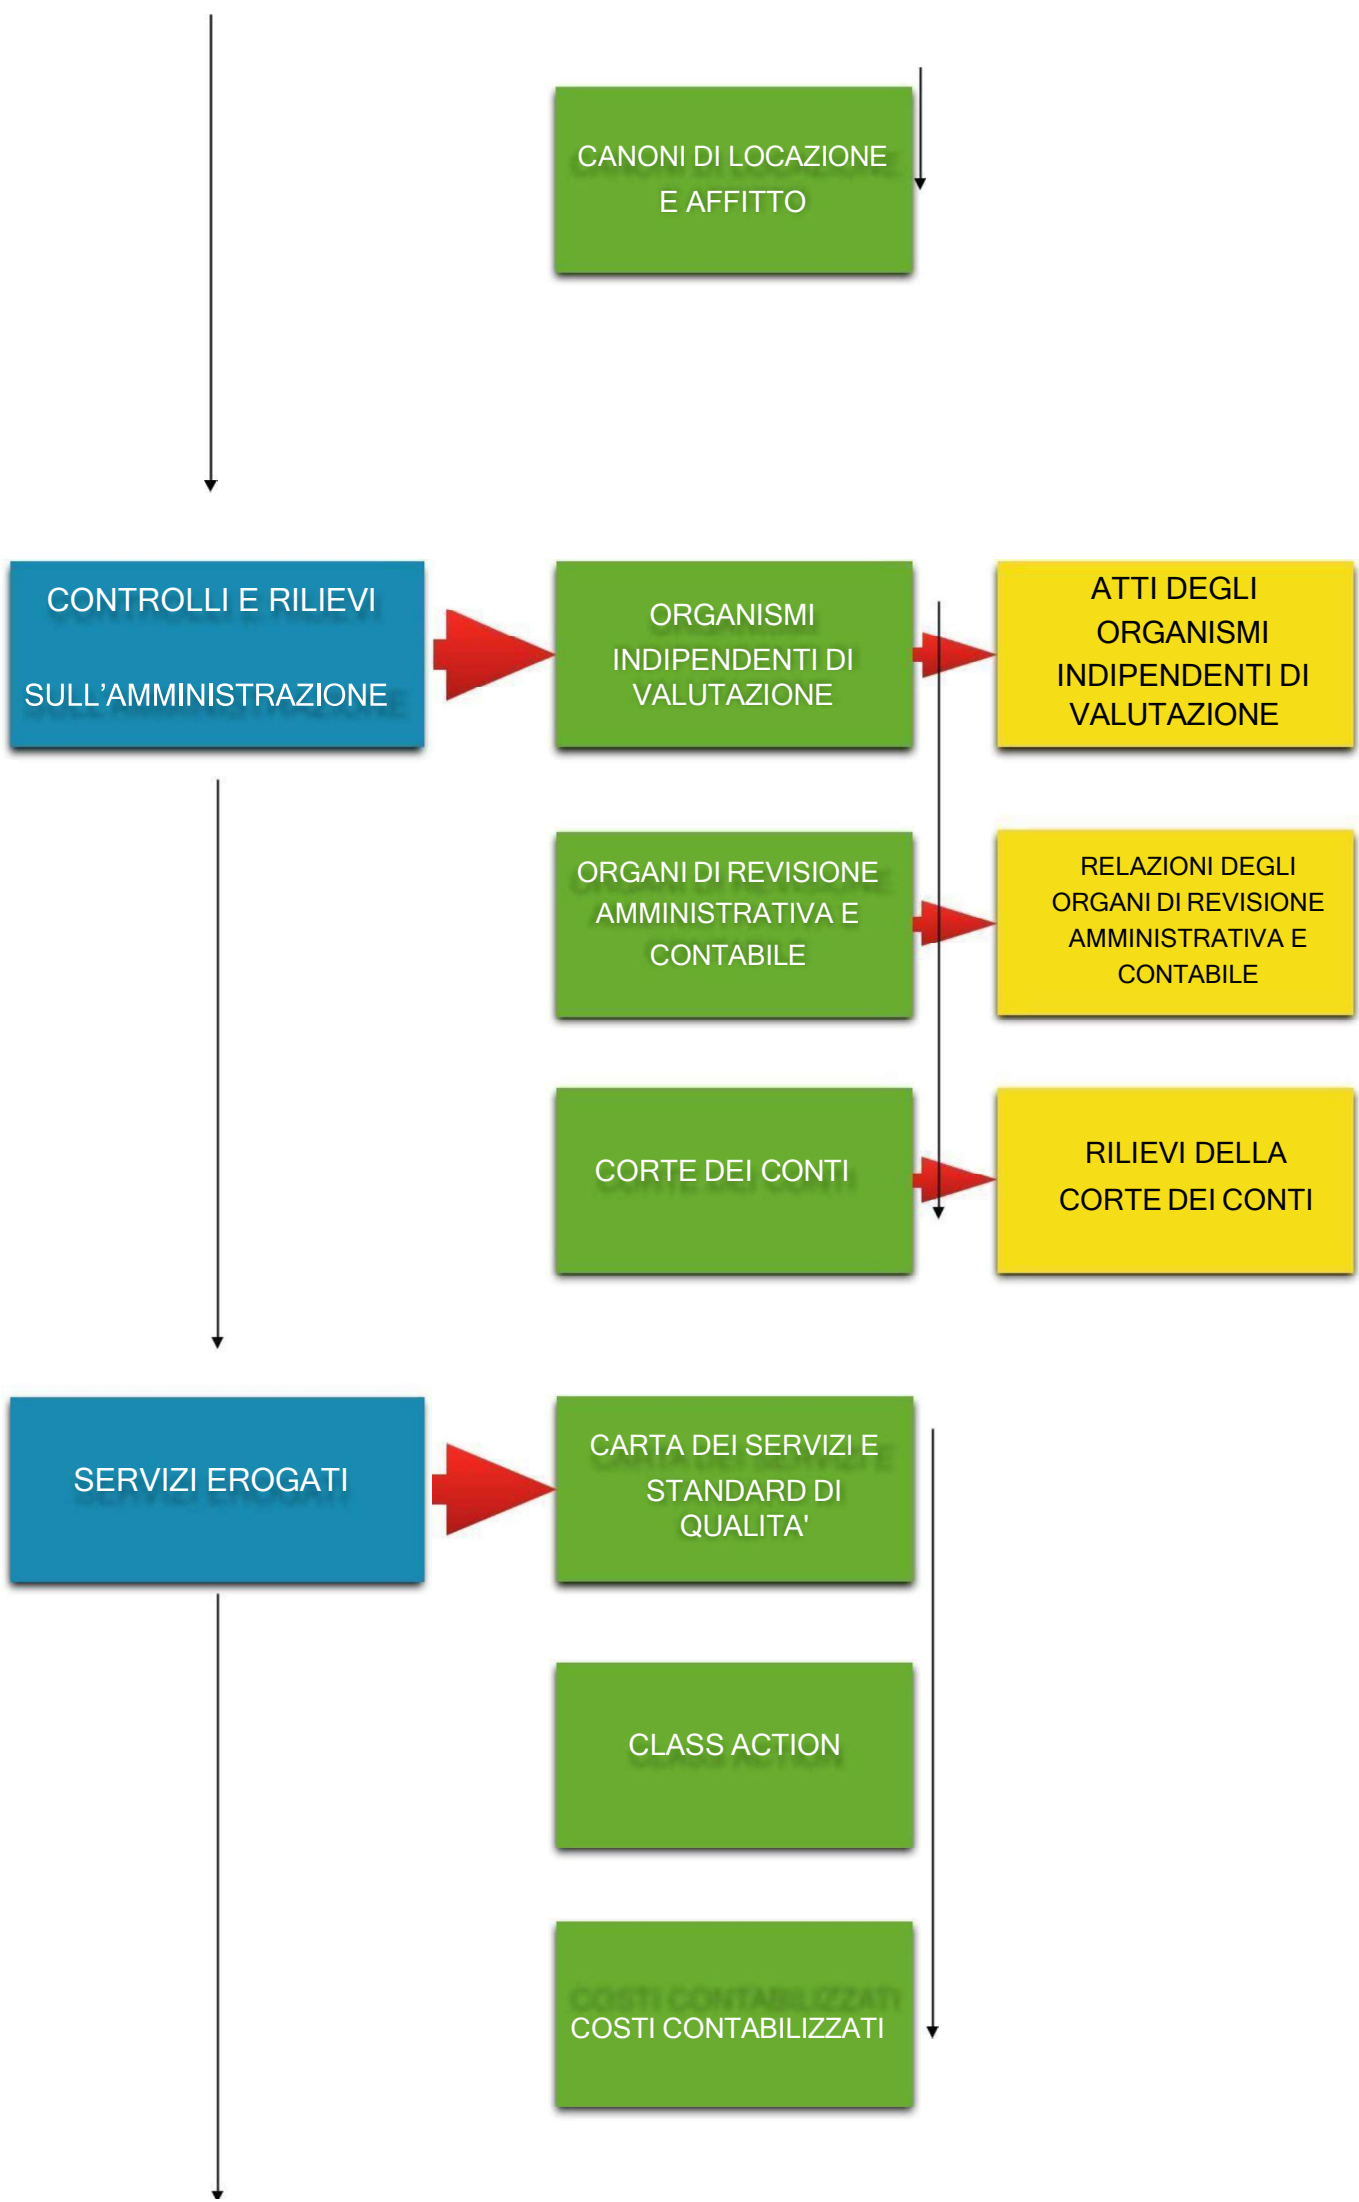 CANONI DI LOCAZIONE
E AFFITTO
CONTROLLI E RILIEVI
SULL’AMMINISTRAZIONE
ORGANISMI
INDIPENDENTI DI
VALUTAZIONE
ATTI DEGLI
ORGANISMI
INDIPENDENTI DI
VALUTAZIONE
ORGANI DI REVISIONE
AMMINISTRATIVA E
CONTABILE
RELAZIONI DEGLI
ORGANI DI REVISIONE
AMMINISTRATIVA E
CONTABILE
CORTE DEI CONTI
RILIEVI DELLA
CORTE DEI CONTI
SERVIZI EROGATI
CARTA DEI SERVIZI E
STANDARD DI
QUALITA'
CLASS ACTION
COSTI CONTABILIZZATI